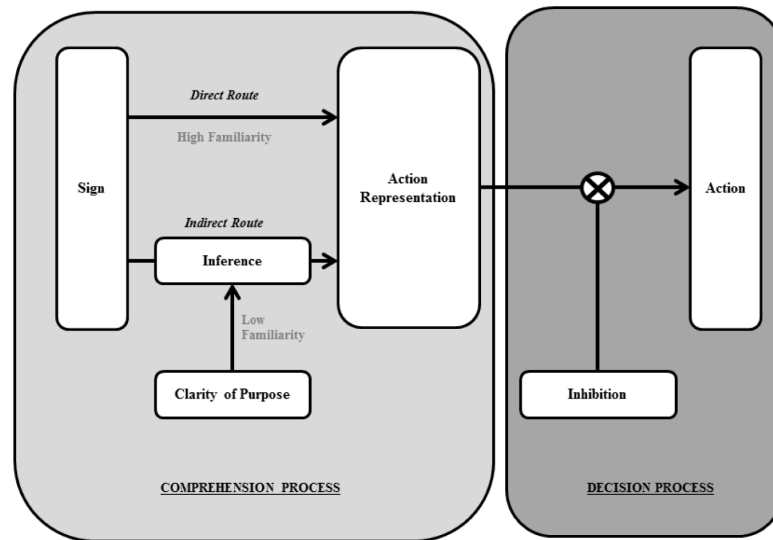 Direct Route
High Familiarity
Sign
Action
Representation
Action
Indirect Route
Inference
Low
Familiarity
Clarity of Purpose
Inhibition
COMPREHENSION PROCESS
DECISION PROCESS